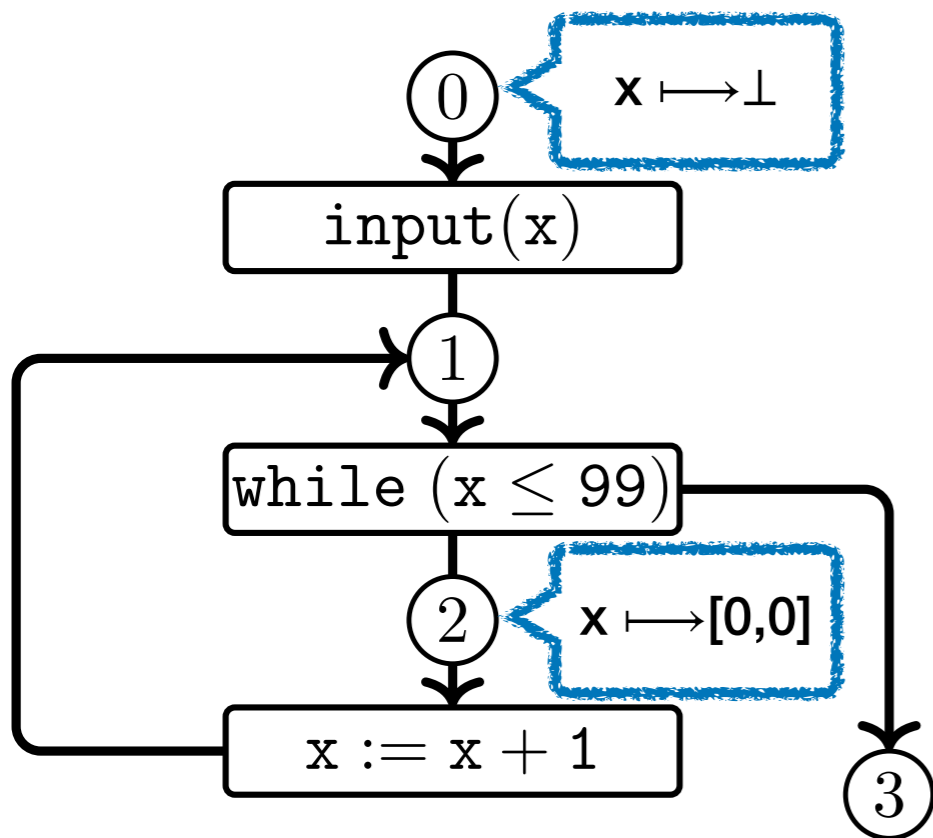 0
x ⟼ ⊥
input(x)
1
while (x ≤ 99)
2
x ⟼ [0,0]
x := x + 1
3